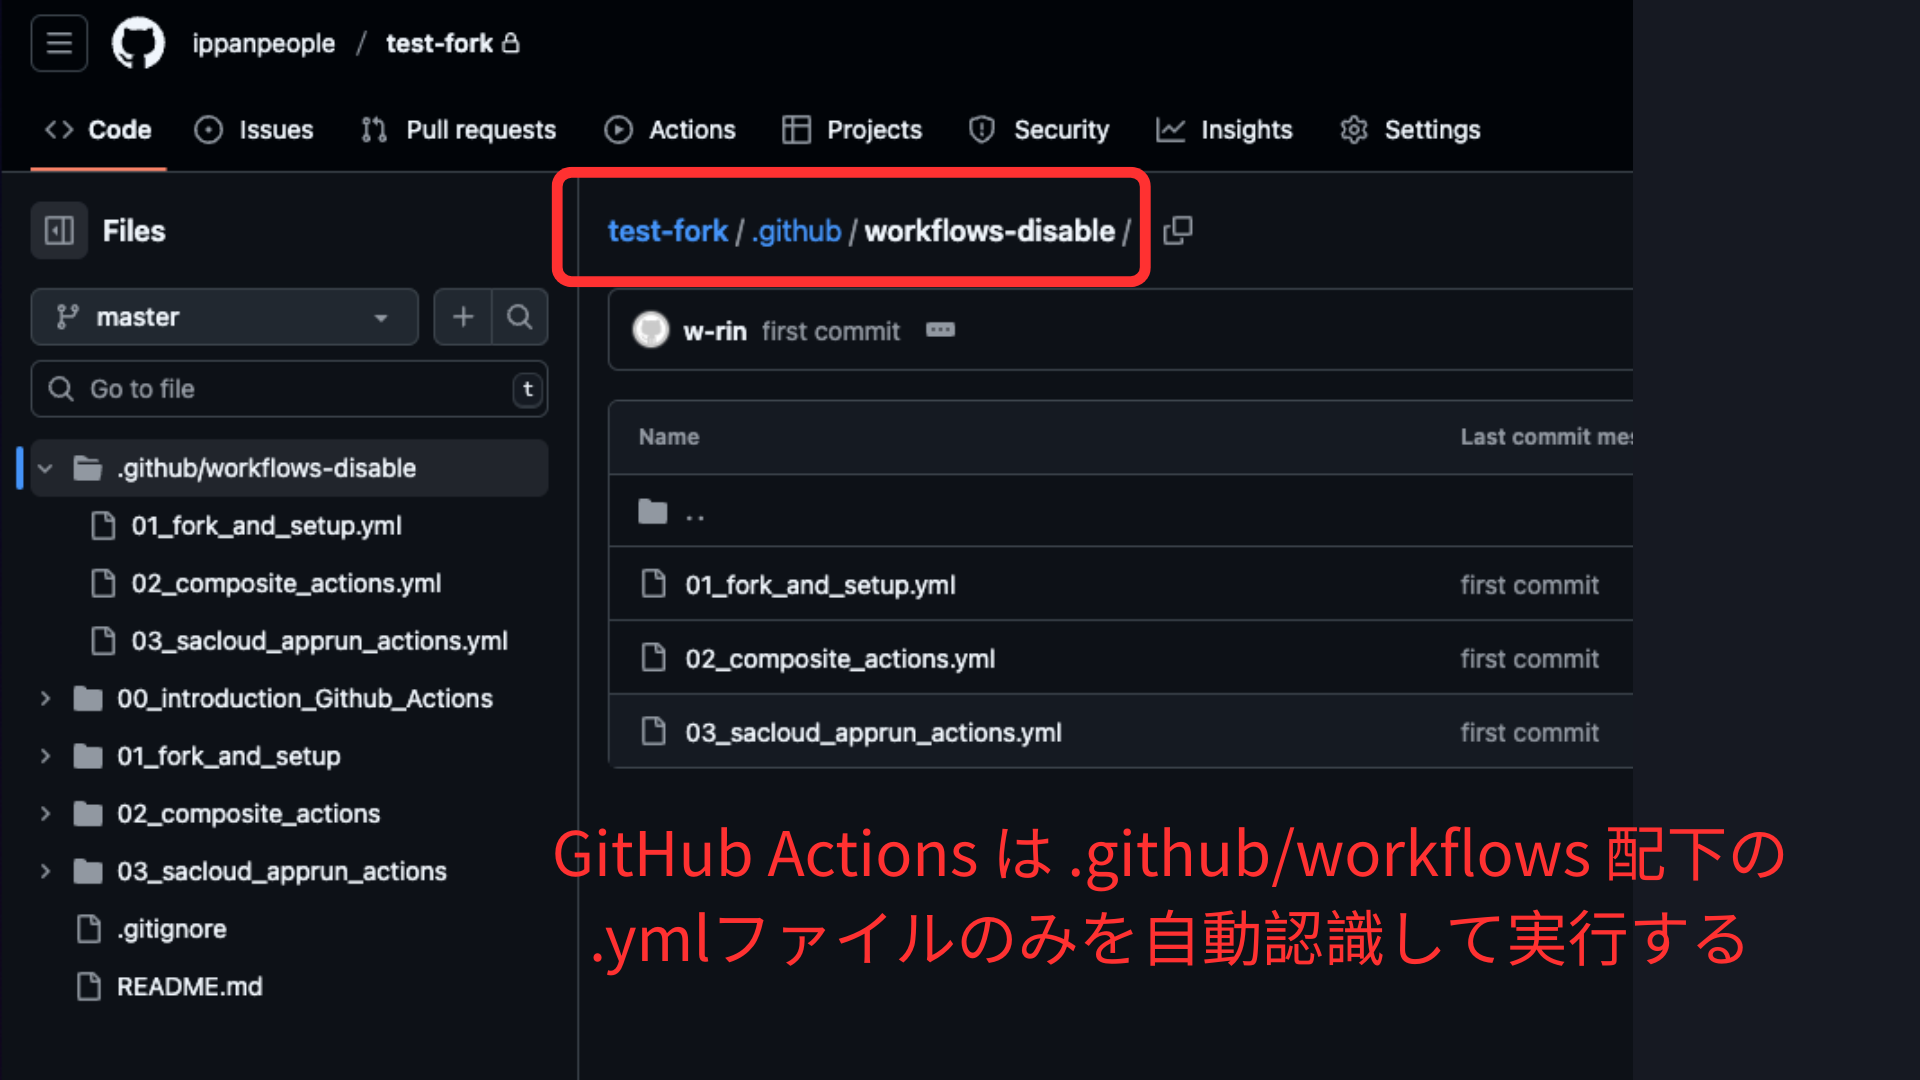 ippanpeople / test-fork
Code
Issues
Pull requests
Actions
Projects
Security
Insights
Settings
Files
master
Go to file
t
.github/workflows-disable
01_fork_and_setup.yml
02_composite_actions.yml
03_sacloud_apprun_actions.yml
00_introduction_Github_Actions
01_fork_and_setup
02_composite_actions
03_sacloud_apprun_actions
.gitignore
README.md
test-fork / .github / workflows-disable /
w-rin first commit
Name Last commit mes
..
01_fork_and_setup.yml first commit
02_composite_actions.yml first commit
03_sacloud_apprun_actions.yml first commit
GitHub Actions は .github/workflows 配下の
.ymlファイルのみを自動認識して実行する